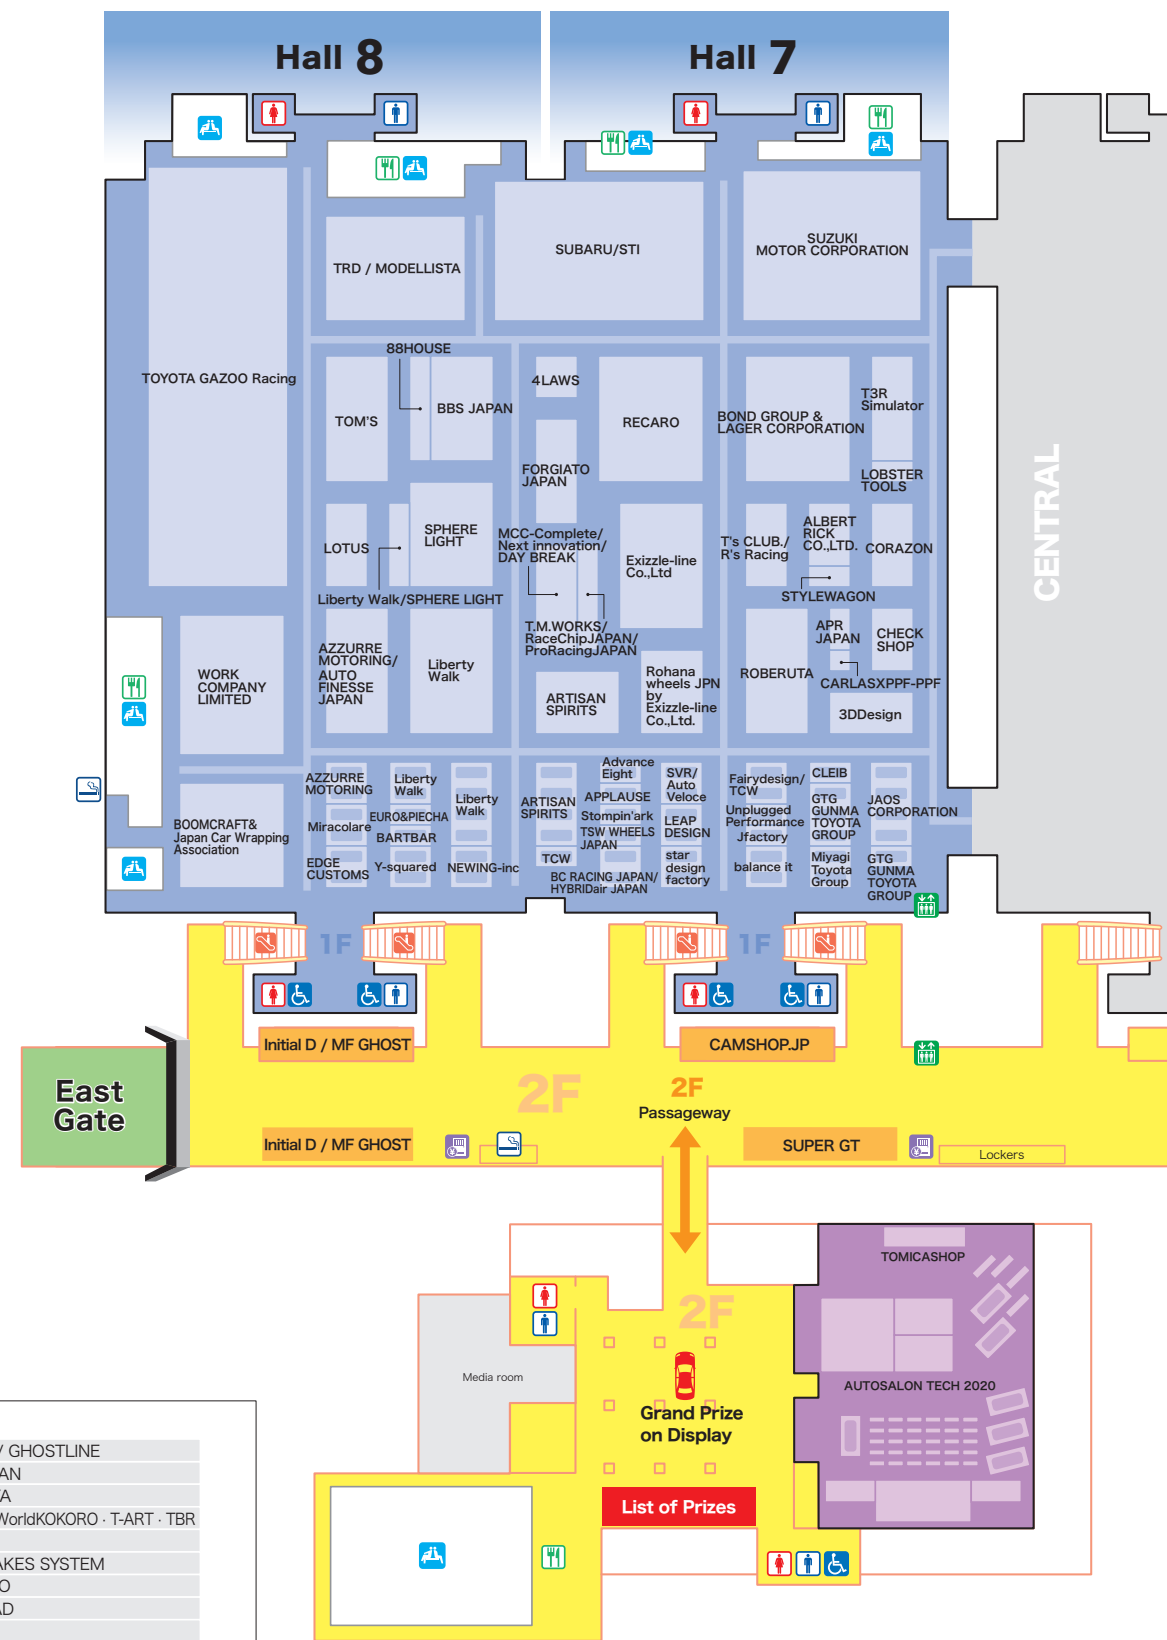 Hall 8
Hall 7
SUBARU/STI
SUZUKI
MOTOR CORPORATION
TRD / MODELLISTA
88HOUSE
TOYOTA GAZOO Racing
4LAWS
T3R
Simulator
BBS JAPAN
TOM'S
RECARO
BOND GROUP &
LAGER CORPORATION
FORGIATO
JAPAN
LOBSTER
TOOLS
CENTRAL
SPHERE
LIGHT
MCC-Complete/
Next innovation/
DAY BREAK
ALBERT
RICK
CO.,LTD.
T's CLUB./
R's Racing
LOTUS
CORAZON
Exizzle-line
Co.,Ltd
Liberty Walk/SPHERE LIGHT
STYLEWAGON
T.M.WORKS/
RaceChipJAPAN/
ProRacingJAPAN
APR
JAPAN
CHECK
SHOP
AZZURRE
MOTORING/
AUTO
FINESSE
JAPAN
Liberty
Walk
WORK
COMPANY
LIMITED
Rohana
wheels JPN
by
Exizzle-line
Co.,Ltd.
ROBERUTA
CARLASXPPF-PPF
ARTISAN
SPIRITS
3DDesign
Advance
Eight
AZZURRE
MOTORING
Liberty
Walk
SVR/
Auto
Veloce
Fairydesign/
TCW
CLEIB
Liberty
Walk
ARTISAN
SPIRITS
APPLAUSE
GTG
GUNMA
TOYOTA
GROUP
JAOS
CORPORATION
EURO&PIECHA
Stompin'ark
Unplugged
Performance
BOOMCRAFT&
Japan Car Wrapping
Association
Miracolare
LEAP
DESIGN
BARTBAR
TSW WHEELS
JAPAN
Jfactory
EDGE
CUSTOMS
Y-squared
NEWING-inc
TCW
BC RACING JAPAN/
HYBRIDair JAPAN
star
design
factory
balance it
Miyagi
Toyota
Group
GTG
GUNMA
TOYOTA
GROUP
1F
1F
Initial D / MF GHOST
CAMSHOP.JP
East
Gate
2F
2F
Passageway
Initial D / MF GHOST
SUPER GT
Lockers
TOMICASHOP
2F
Media room
AUTOSALON TECH 2020
Grand Prize
on Display
List of Prizes
/ GHOSTLINE
AN
TA
WorldKOKORO · T-ART · TBR
AKES SYSTEM
O
AD